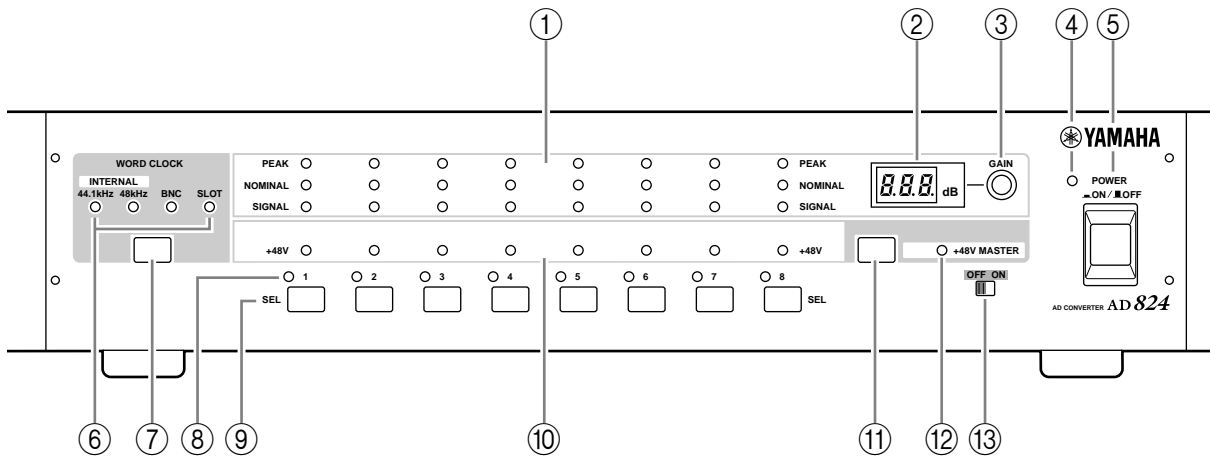 ① ② ③ ④ ⑤
YAMAHA
WORD CLOCK
INTERNAL
44.1kHz 48kHz BNC SLOT
PEAK PEAK
NOMINAL NOMINAL
SIGNAL SIGNAL
8.8.8. dB
GAIN
POWER
ON / OFF
+48V +48V
+48V MASTER
1 2 3 4 5 6 7 8
SEL SEL
OFF ON
AD CONVERTER AD 824
⑥ ⑦ ⑧ ⑨ ⑩ ⑪ ⑫ ⑬